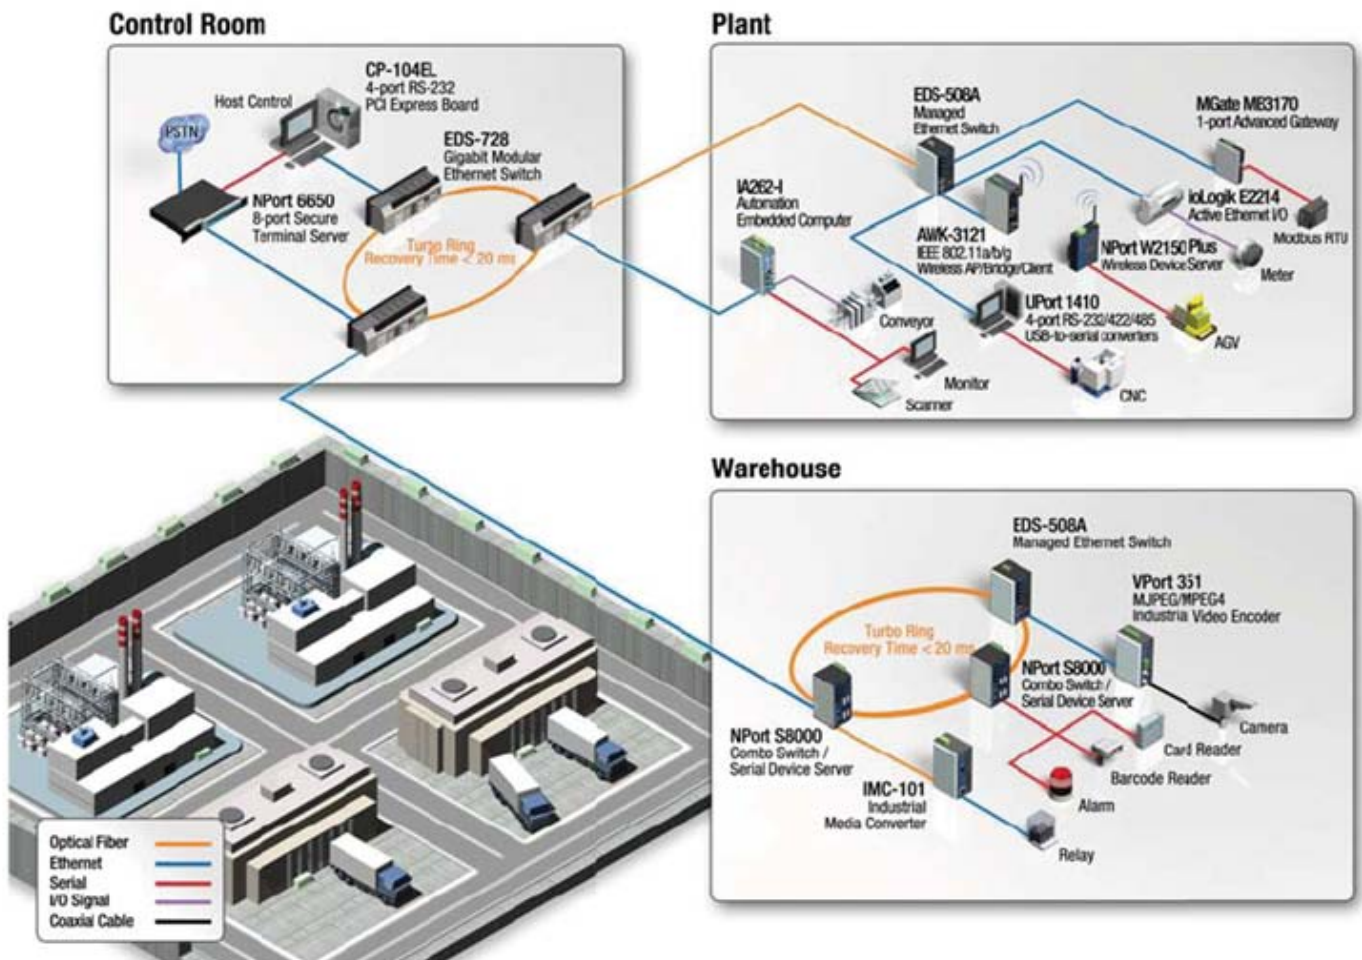 Control Room
PSTN
Host Control
CP-104EL
4-port RS-232
PCI Express Board
EDS-728
Gigabit Modular
Ethernet Switch
NPort 6650
8-port Secure
Terminal Server
Turbo Ring
Recovery Time < 20 ms
Plant
EDS-508A
Managed
Ethernet Switch
MGate MB3170
1-port Advanced Gateway
IA262-I
Automation
Embedded Computer
ioLogik E2214
Active Ethernet I/O
Modbus RTU
AWK-3121
IEEE 802.11a/b/g
Wireless AP/Bridge/Client
NPort W2150 Plus
Wireless Device Server
Meter
UPort 1410
4-port RS-232/422/485
USB-to-serial converters
Conveyor
AGV
Monitor
Scanner
CNC
Warehouse
EDS-508A
Managed Ethernet Switch
VPort 351
MJPEG/MPEG4
Industrial Video Encoder
Turbo Ring
Recovery Time < 20 ms
NPort S8000
Combo Switch /
Serial Device Server
NPort S8000
Combo Switch /
Serial Device Server
Camera
Card Reader
Barcode Reader
IMC-101
Industrial
Media Converter
Alarm
Relay
Optical Fiber
Ethernet
Serial
I/O Signal
Coaxial Cable